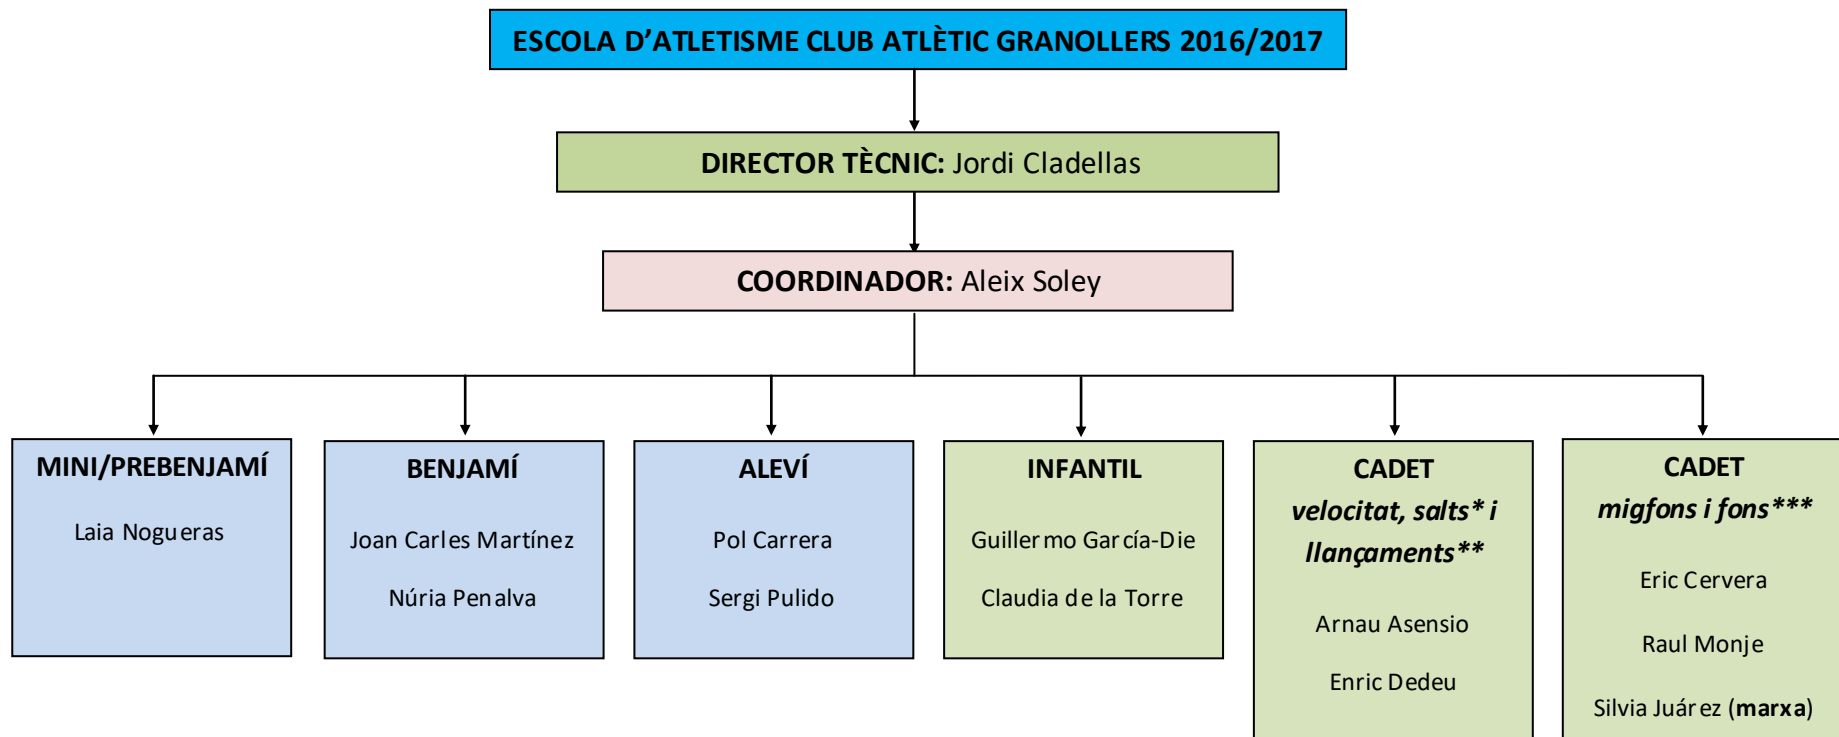 ESCOLA D'ATLETISME CLUB ATLÈTIC GRANOLLERS 2016/2017
DIRECTOR TÈCNIC: Jordi Cladellas
COORDINADOR: Aleix Soley
MINI/PREBENJAMÍ
Laia Nogueras
BENJAMÍ
Joan Carles Martínez
Núria Penalva
ALEVÍ
Pol Carrera
Sergi Pulido
INFANTIL
Guillermo García-Die
Claudia de la Torre
CADET
velocitat, salts* i
llançaments**
Arnau Asensio
Enric Dedeu
CADET
migfons i fons***
Eric Cervera
Raul Monje
Silvia Juárez (marxa)